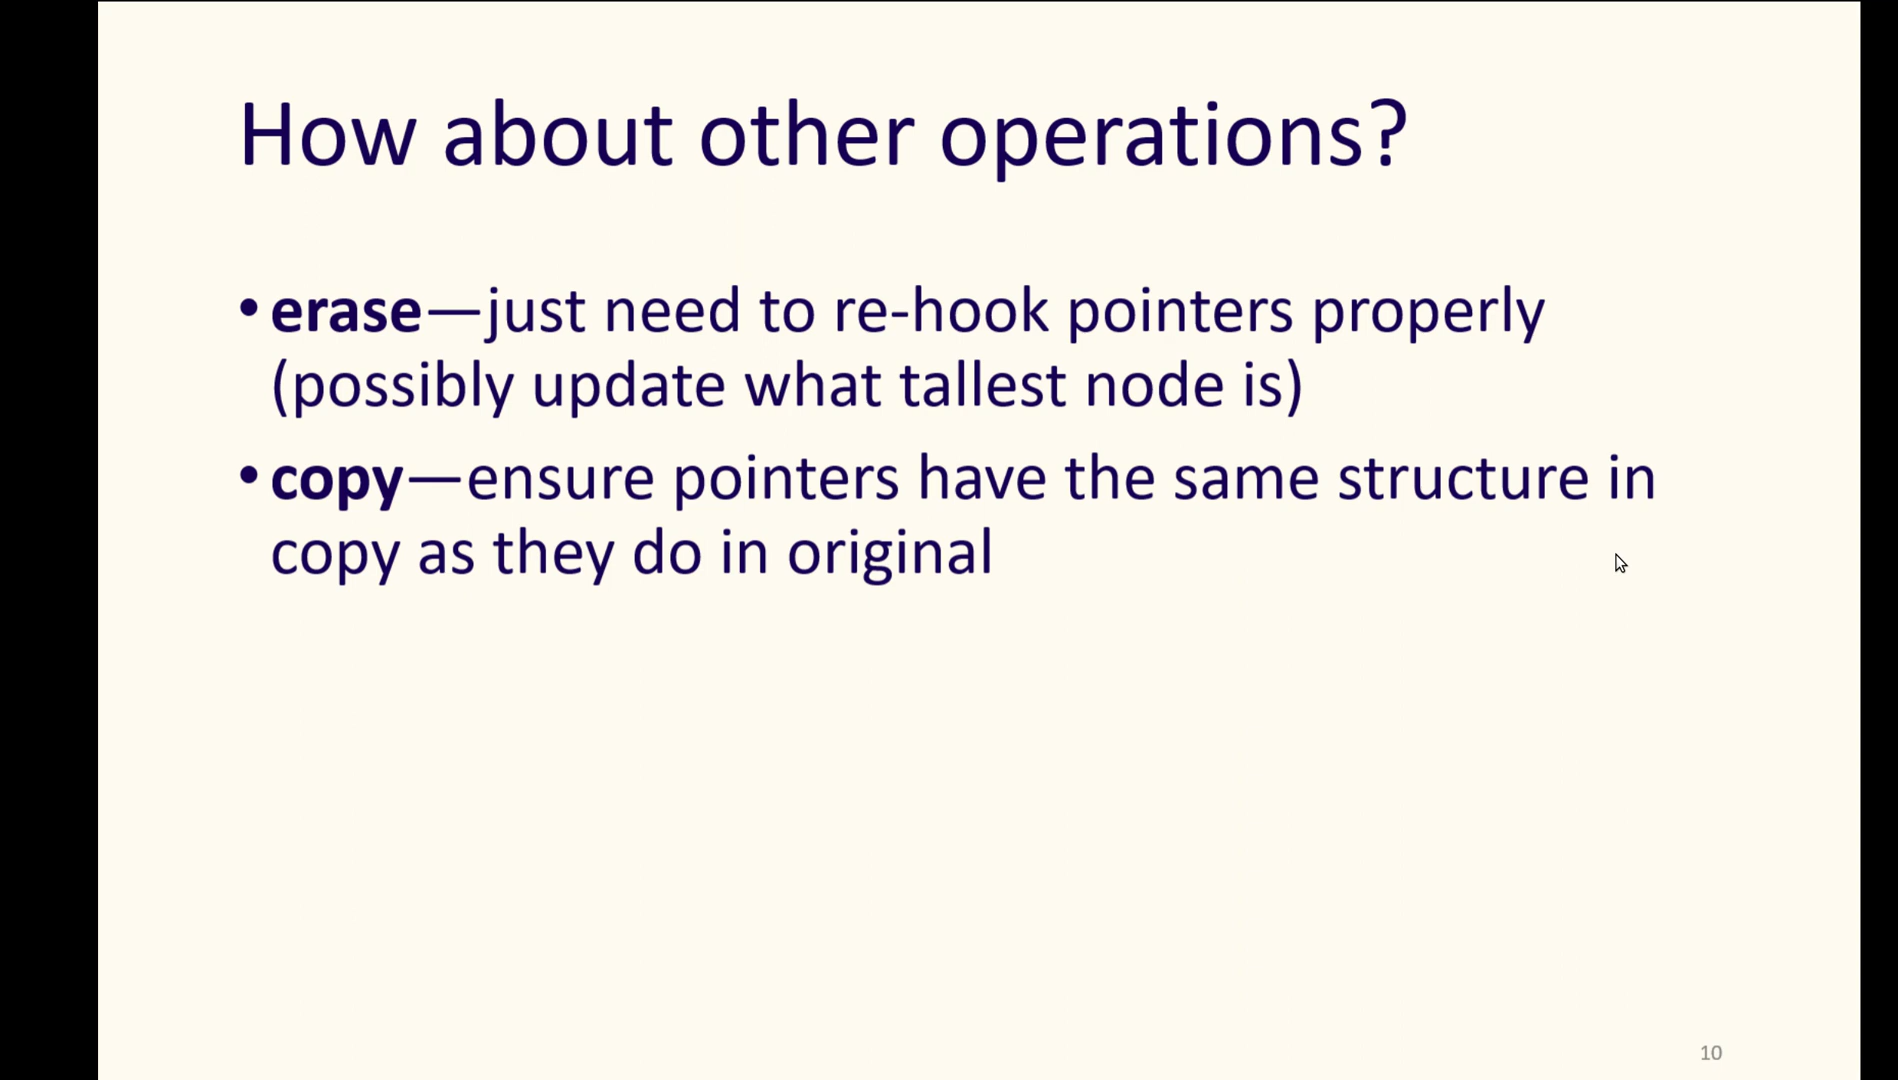 How about other operations?
• erase—just need to re-hook pointers properly
(possibly update what tallest node is)
• copy—ensure pointers have the same structure in
copy as they do in original
10